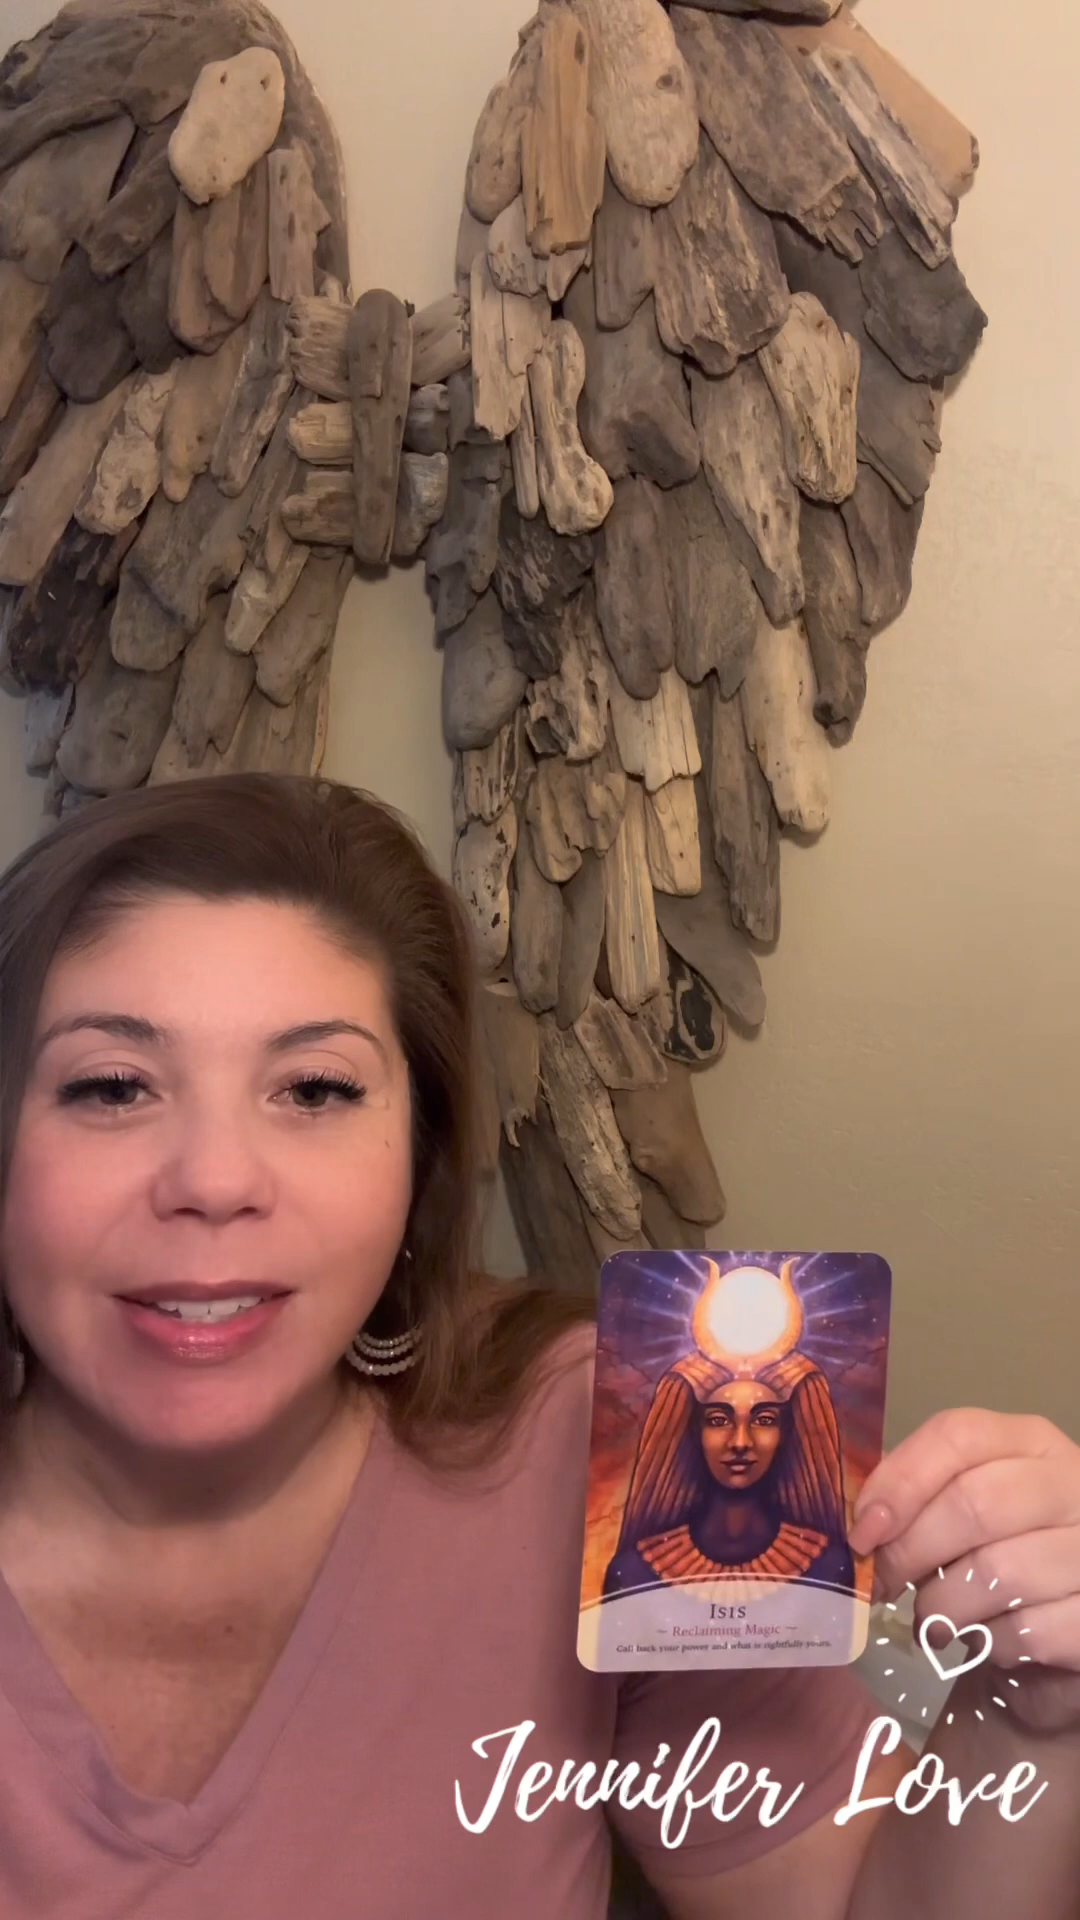 Isis
~ Reclaiming Magic ~
Call back your power and what is rightfully yours.
Jennifer Love